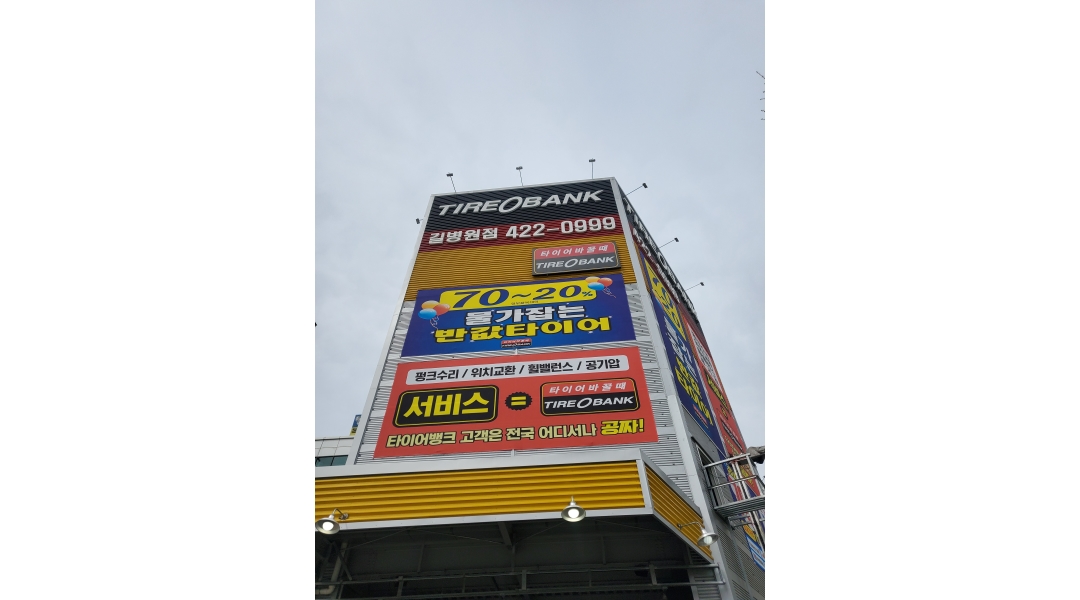 TIREOBANK
길병원점 422-0999
타이어바꿀때
TIREOBANK
70~20%
물가잡는
반값타이어
펑크수리 / 위치교환 / 휠밸런스 / 공기압
서비스 = 타이어바꿀때
TIREOBANK
타이어뱅크 고객은 전국 어디서나 공짜!